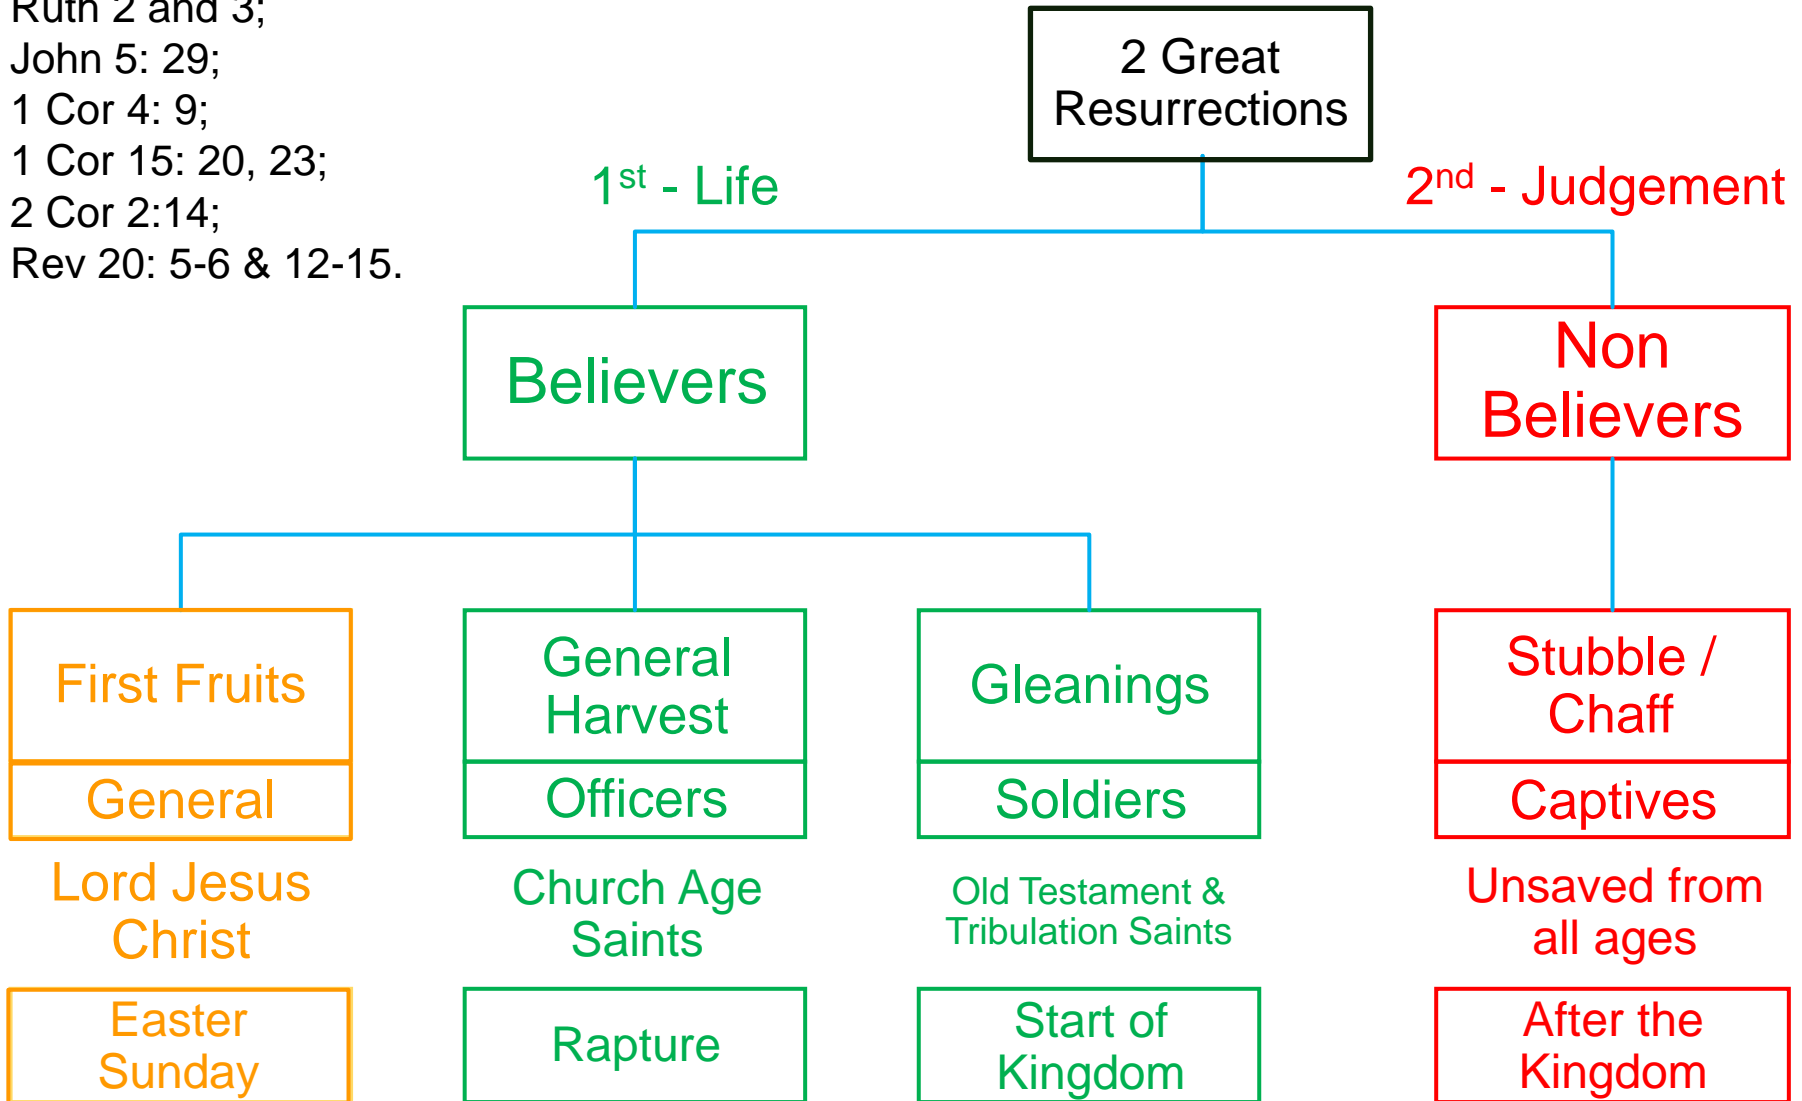 Ruth 2 and 3;
John 5: 29;
1 Cor 4: 9;
1 Cor 15: 20, 23;
2 Cor 2:14;
Rev 20: 5-6 & 12-15.
2 Great
Resurrections
1st - Life
2nd - Judgement
Believers
Non
Believers
First Fruits
General
Lord Jesus
Christ
Easter
Sunday
General
Harvest
Officers
Church Age
Saints
Rapture
Gleanings
Soldiers
Old Testament &
Tribulation Saints
Start of
Kingdom
Stubble /
Chaff
Captives
Unsaved from
all ages
After the
Kingdom